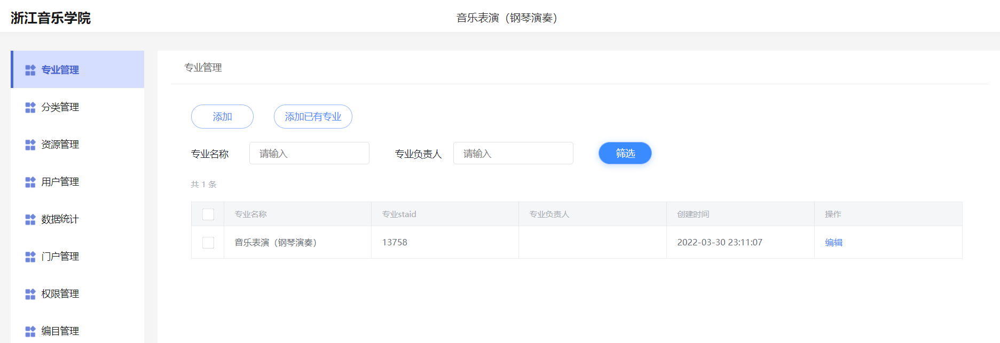 浙江音乐学院
音乐表演（钢琴演奏）
专业管理
分类管理
资源管理
用户管理
数据统计
门户管理
权限管理
编目管理
专业管理
添加 添加已有专业
专业名称 请输入 专业负责人 请输入 筛选
共 1 条
专业名称 专业staid 专业负责人 创建时间 操作
音乐表演（钢琴演奏） 13758 2022-03-30 23:11:07 编辑